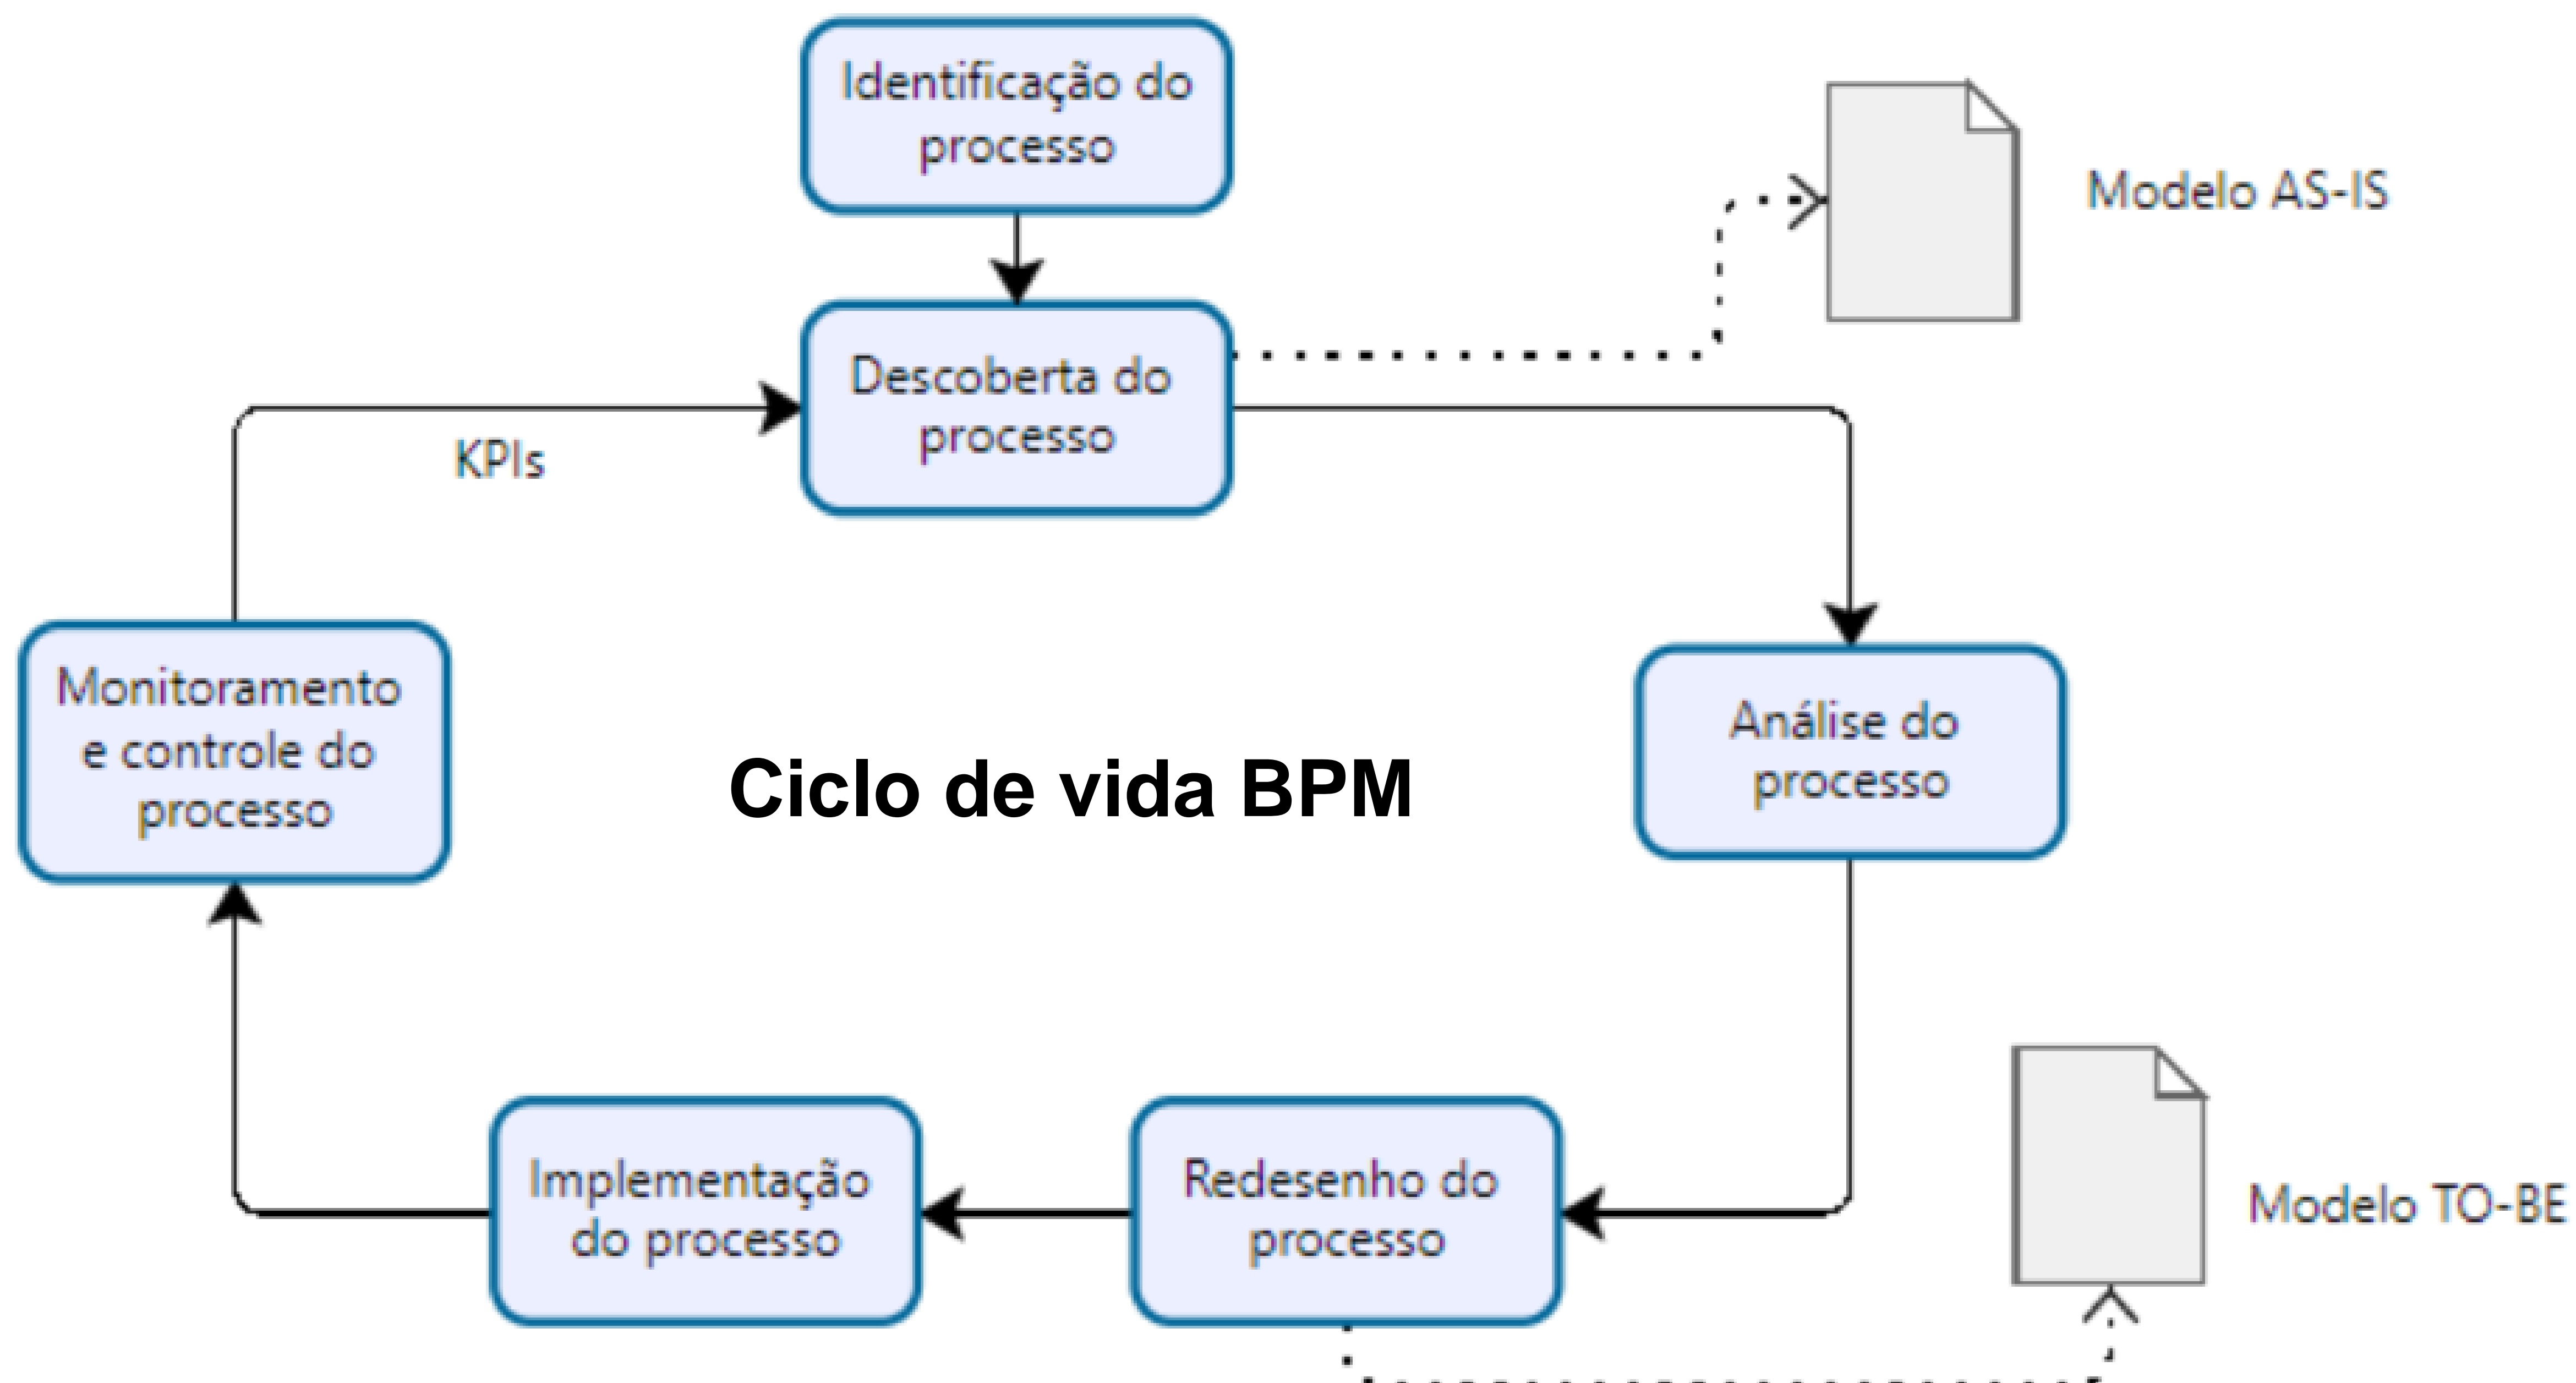 Identificação do
processo
Modelo AS-IS
Descoberta do
processo
KPIs
Monitoramento
e controle do
processo
Ciclo de vida BPM
Análise do
processo
Implementação
do processo
Redesenho do
processo
Modelo TO-BE